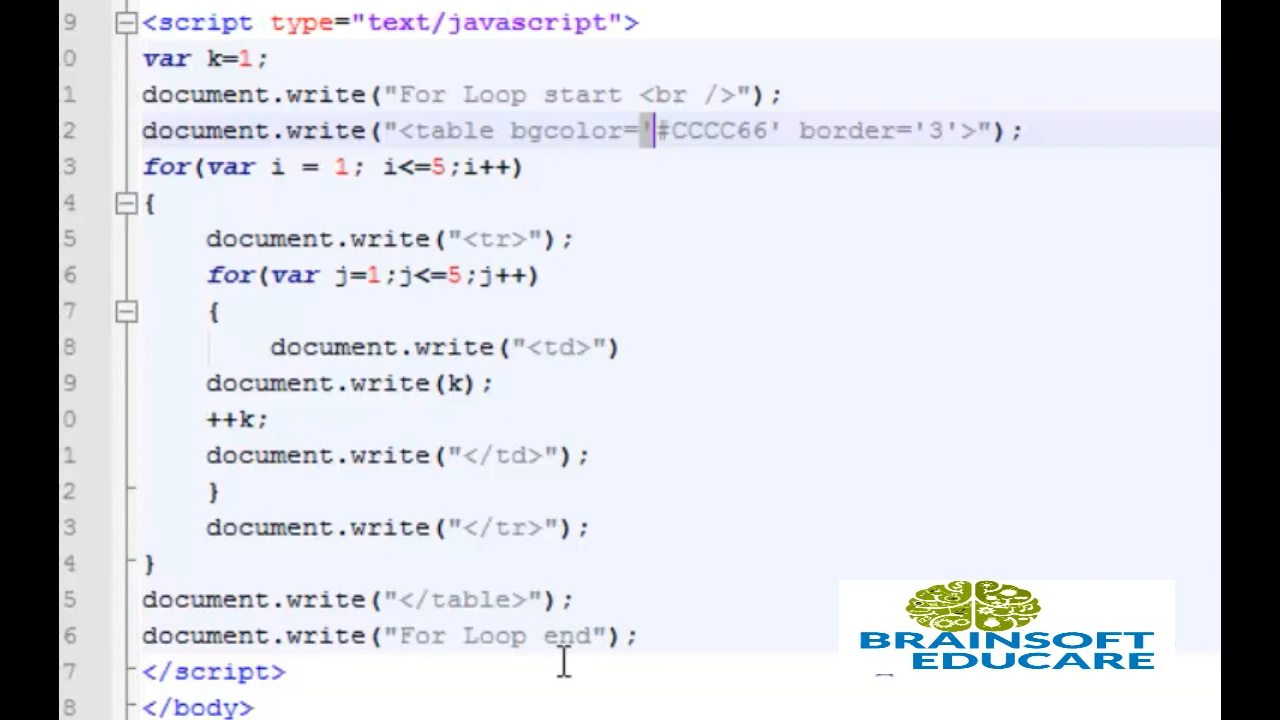 9 <script type="text/javascript">
0 var k=1;
1 document.write("For Loop start <br />");
2 document.write("<table bgcolor='#CCCC66' border='3'>");
3 for(var i = 1; i<=5;i++)
4 {
5 document.write("<tr>");
6 for(var j=1;j<=5;j++)
7 {
8 document.write("<td>")
9 document.write(k);
0 ++k;
1 document.write("</td>");
2 }
3 document.write("</tr>");
4 }
5 document.write("</table>");
6 document.write("For Loop end");
7 </script>
8 </body>
BRAINSOFT
EDUCARE